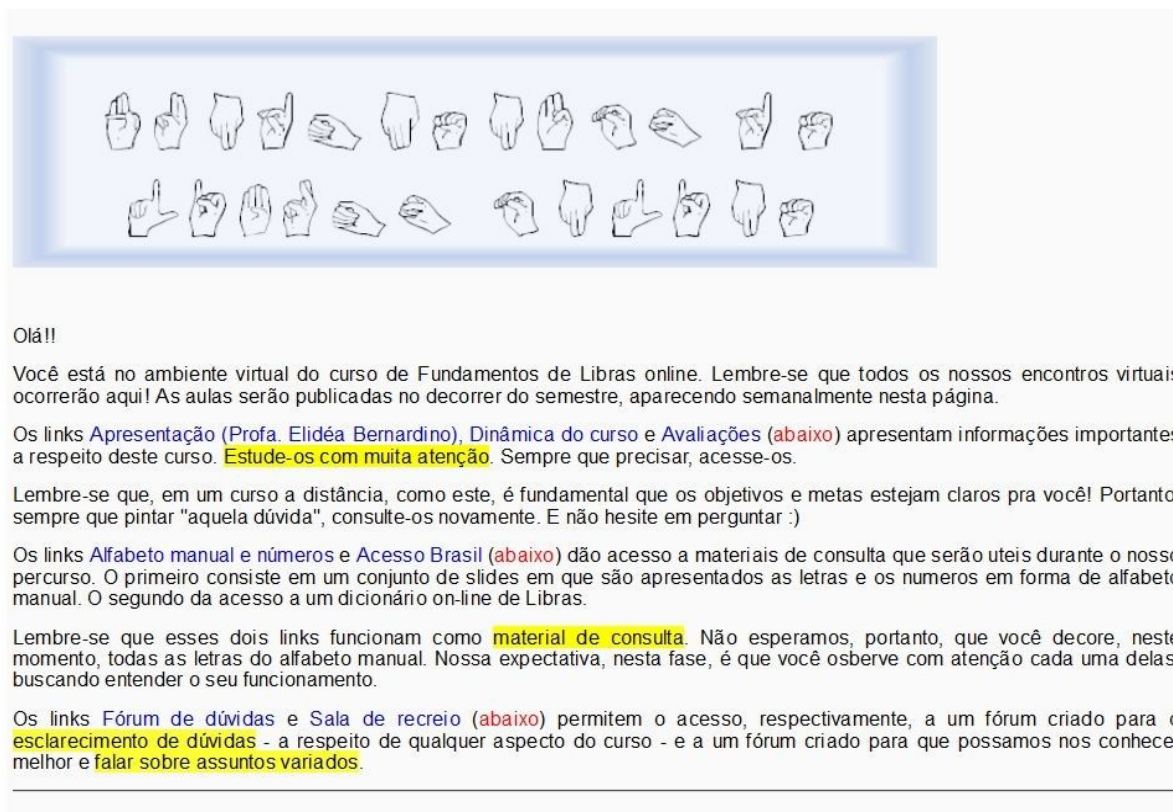 Olá!!
Você está no ambiente virtual do curso de Fundamentos de Libras online. Lembre-se que todos os nossos encontros virtuais
ocorrerão aqui! As aulas serão publicadas no decorrer do semestre, aparecendo semanalmente nesta página.
Os links Apresentação (Profa. Elidéa Bernardino), Dinâmica do curso e Avaliações (abaixo) apresentam informações importantes
a respeito deste curso. Estude-os com muita atenção. Sempre que precisar, acesse-os.
Lembre-se que, em um curso a distância, como este, é fundamental que os objetivos e metas estejam claros pra você! Portanto
sempre que pintar "aquela dúvida", consulte-os novamente. E não hesite em perguntar :)
Os links Alfabeto manual e números e Acesso Brasil (abaixo) dão acesso a materiais de consulta que serão uteis durante o nosso
percurso. O primeiro consiste em um conjunto de slides em que são apresentados as letras e os numeros em forma de alfabeto
manual. O segundo da acesso a um dicionário on-line de Libras.
Lembre-se que esses dois links funcionam como material de consulta. Não esperamos, portanto, que você decore, neste
momento, todas as letras do alfabeto manual. Nossa expectativa, nesta fase, é que você osberve com atenção cada uma delas
buscando entender o seu funcionamento.
Os links Fórum de dúvidas e Sala de recreio (abaixo) permitem o acesso, respectivamente, a um fórum criado para
esclarecimento de dúvidas - a respeito de qualquer aspecto do curso - e a um fórum criado para que possamos nos conhece
melhor e falar sobre assuntos variados.